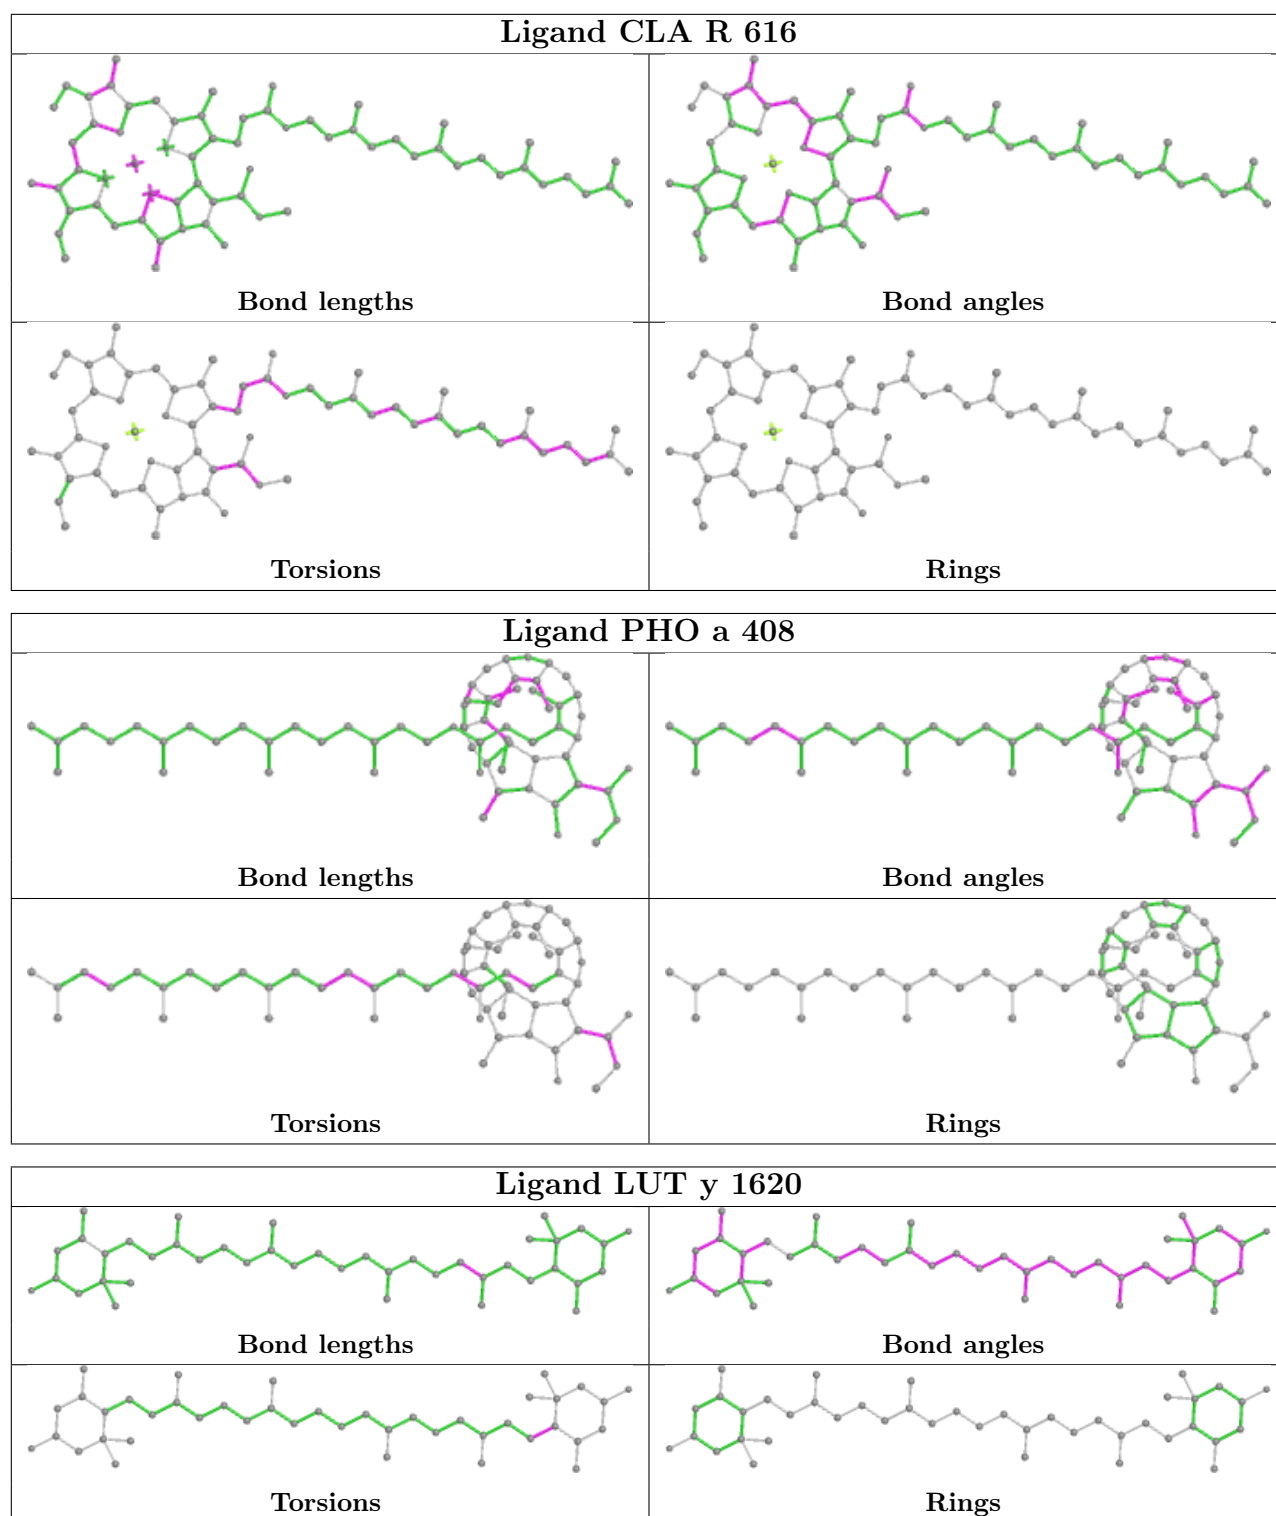 Ligand CLA R 616
Bond lengths
Bond angles
Torsions
Rings
Ligand PHO a 408
Bond lengths
Bond angles
Torsions
Rings
Ligand LUT y 1620
Bond lengths
Bond angles
Torsions
Rings